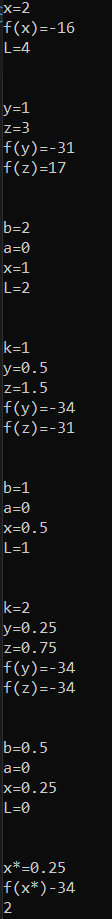 x=2
f(x)=-16
L=4
y=1
z=3
f(y)=-31
f(z)=17
b=2
a=0
x=1
L=2
k=1
y=0.5
z=1.5
f(y)=-34
f(z)=-31
b=1
a=0
x=0.5
L=1
k=2
y=0.25
z=0.75
f(y)=-34
f(z)=-34
b=0.5
a=0
x=0.25
L=0
x*=0.25
f(x*)-34
2